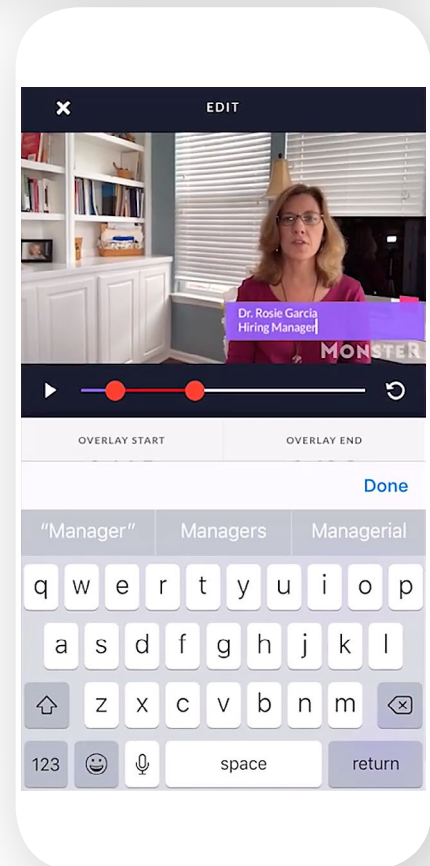 EDIT
Dr. Rosie Garcia
Hiring Manager
MONSTER
OVERLAY START
OVERLAY END
Done
“Manager”
Managers
Managerial
q w e r t y u i o p
a s d f g h j k l
z x c v b n m
123
space
return